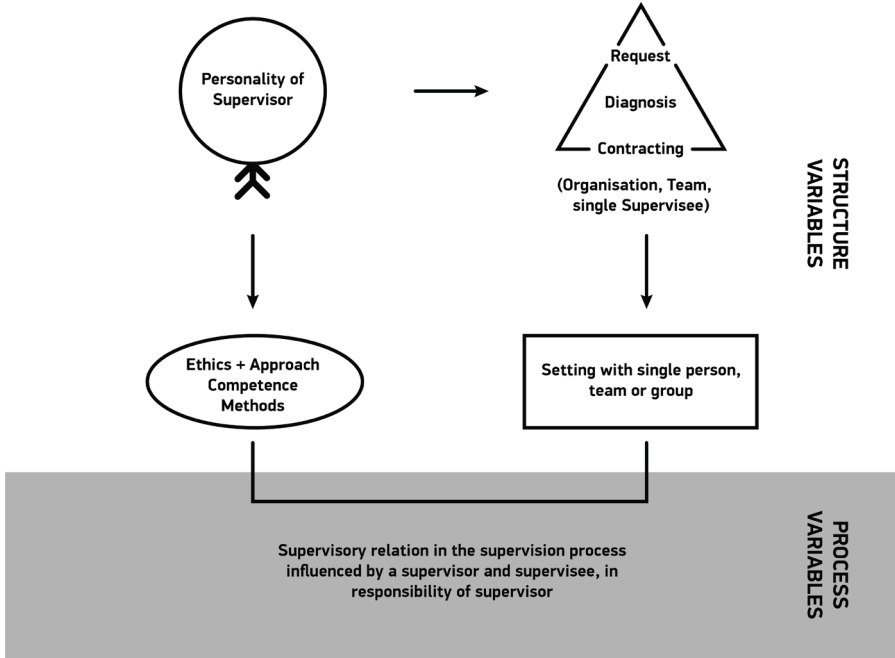 Personality of
Supervisor
Request
Diagnosis
Contracting
(Organisation, Team,
single Supervisee)
STRUCTURE
VARIABLES
Ethics + Approach
Competence
Methods
Setting with single person,
team or group
Supervisory relation in the supervision process
influenced by a supervisor and supervisee, in
responsibility of supervisor
PROCESS
VARIABLES